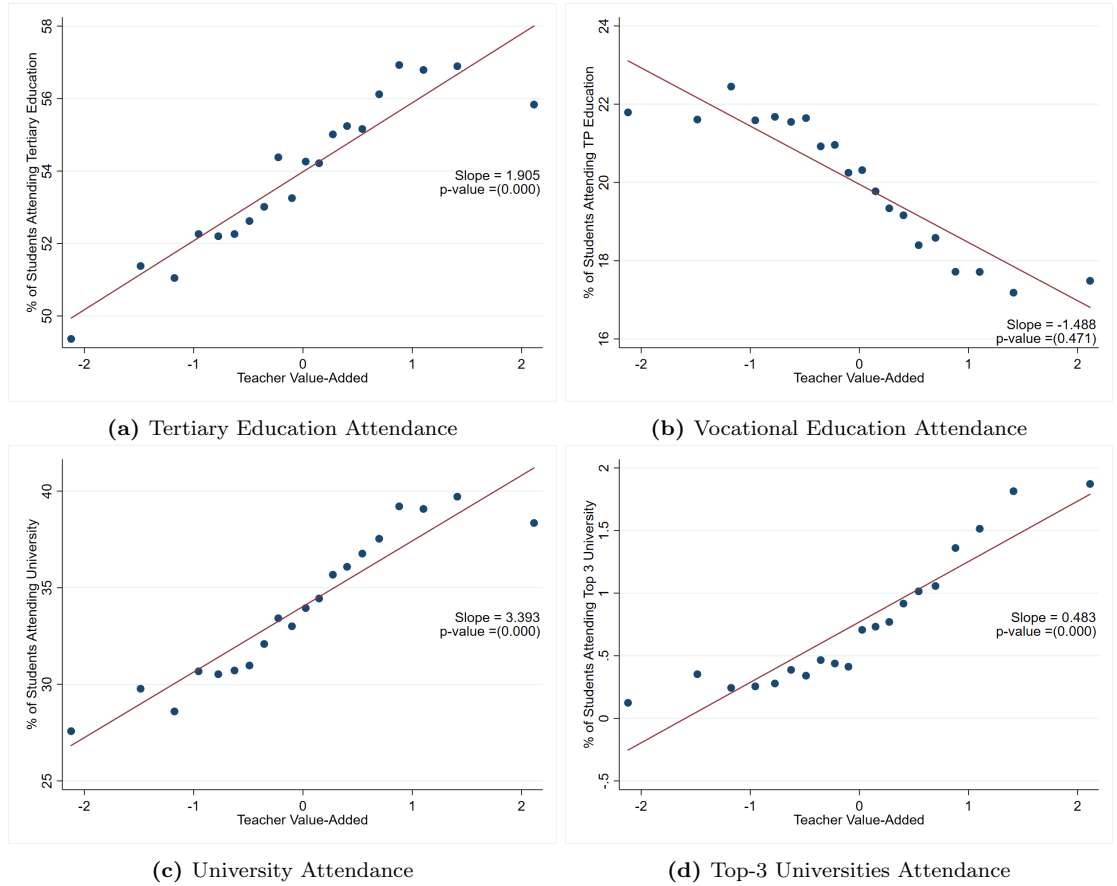 % of Students Attending Tertiary Education
58
56
54
52
50
Slope = 1.905
p-value =(0.000)
-2 -1 0 1 2
Teacher Value-Added
(a) Tertiary Education Attendance
% of Students Attending TP Education
24
22
20
18
16
Slope = -1.488
p-value =(0.471)
-2 -1 0 1 2
Teacher Value-Added
(b) Vocational Education Attendance
% of Students Attending University
40
35
30
25
Slope = 3.393
p-value =(0.000)
-2 -1 0 1 2
Teacher Value-Added
(c) University Attendance
% of Students Attending Top 3 University
2
1.5
1
.5
0
-.5
Slope = 0.483
p-value =(0.000)
-2 -1 0 1 2
Teacher Value-Added
(d) Top-3 Universities Attendance